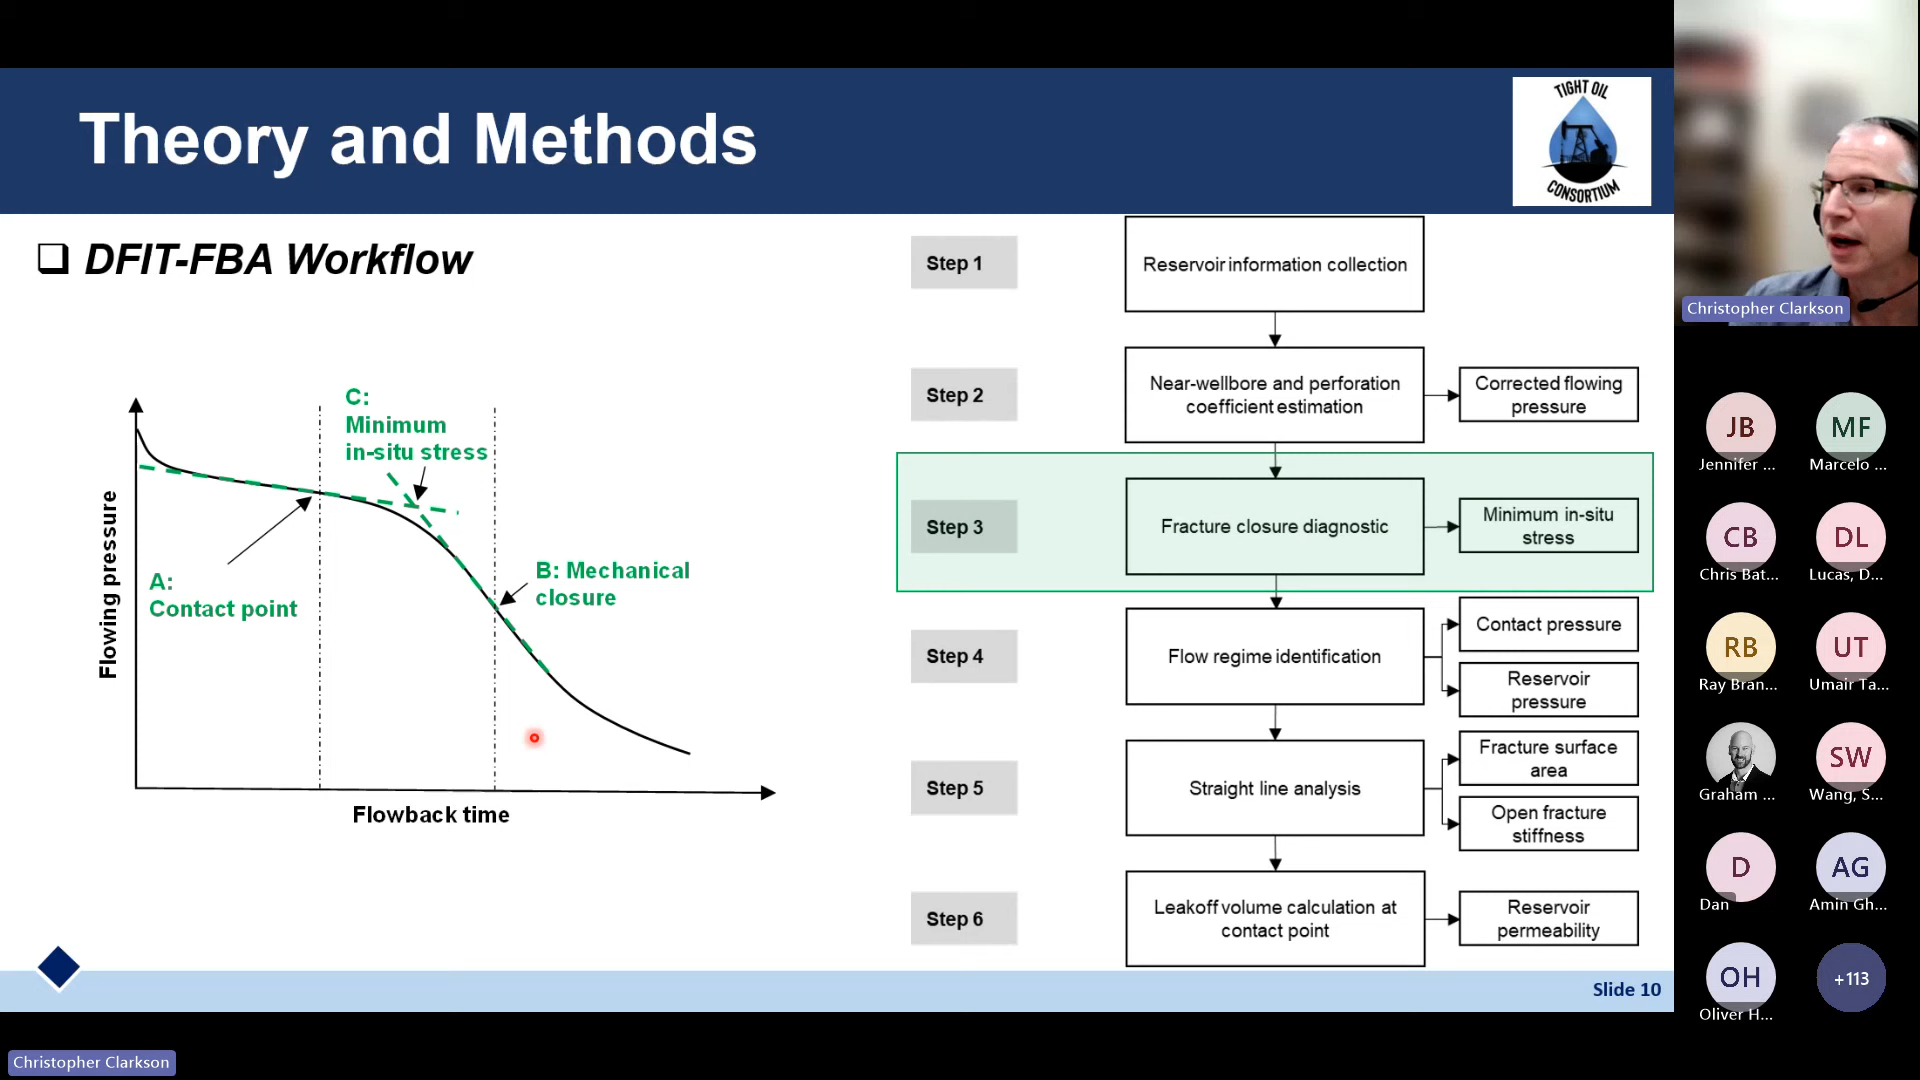 Theory and Methods
TIGHT OIL
CONSORTIUM
DFIT-FBA Workflow
C:
Minimum
in-situ stress
A:
Contact point
B: Mechanical
closure
Flowing pressure
Flowback time
Step 1
Reservoir information collection
Step 2
Near-wellbore and perforation
coefficient estimation
Corrected flowing
pressure
Step 3
Fracture closure diagnostic
Minimum in-situ
stress
Step 4
Flow regime identification
Contact pressure
Reservoir
pressure
Step 5
Straight line analysis
Fracture surface
area
Open fracture
stiffness
Step 6
Leakoff volume calculation at
contact point
Reservoir
permeability
Slide 10
Christopher Clarkson
JB
Jennifer ...
MF
Marcelo ...
CB
Chris Bat...
DL
Lucas, D...
RB
Ray Bran...
UT
Umair Ta...
Graham ...
SW
Wang, S...
D
Dan
AG
Amin Gh...
OH
Oliver H...
+113
Christopher Clarkson